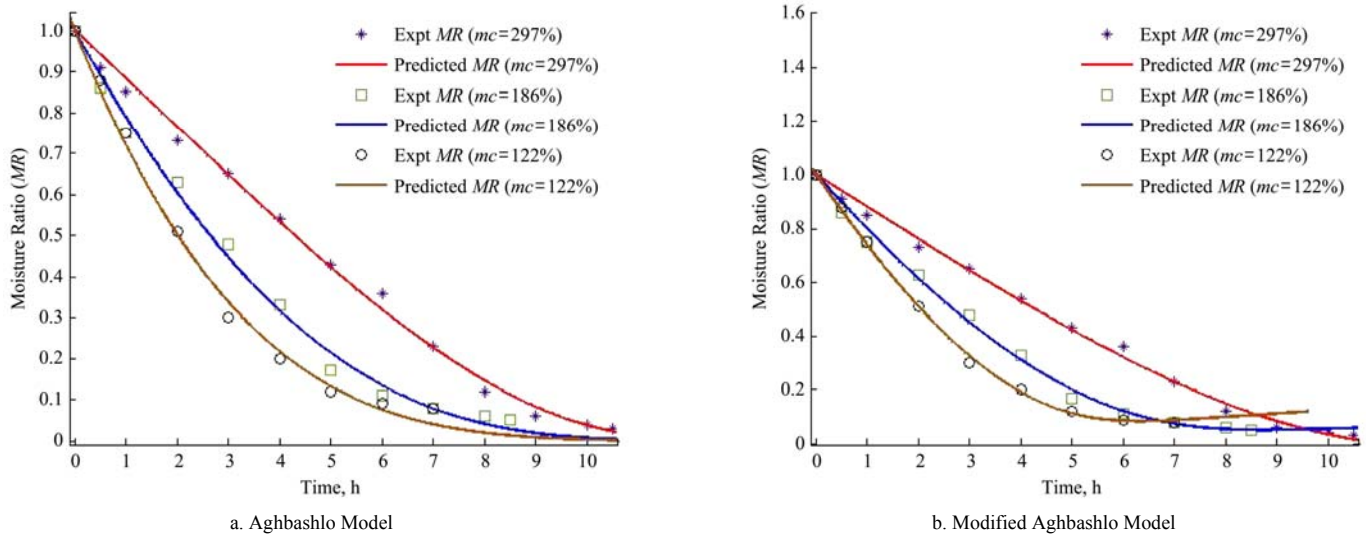 1.0
0.9
0.8
0.7
0.6
0.5
0.4
0.3
0.2
0.1
0
Moisture Ratio (MR)
Expt MR (mc=297%)
Predicted MR (mc=297%)
Expt MR (mc=186%)
Predicted MR (mc=186%)
Expt MR (mc=122%)
Predicted MR (mc=122%)
0 1 2 3 4 5 6 7 8 9 10
Time, h
a. Aghbashlo Model
1.6
1.4
1.2
1.0
0.8
0.6
0.4
0.2
0
Moisture Ratio (MR)
Expt MR (mc=297%)
Predicted MR (mc=297%)
Expt MR (mc=186%)
Predicted MR (mc=186%)
Expt MR (mc=122%)
Predicted MR (mc=122%)
0 1 2 3 4 5 6 7 8 9 10
Time, h
b. Modified Aghbashlo Model